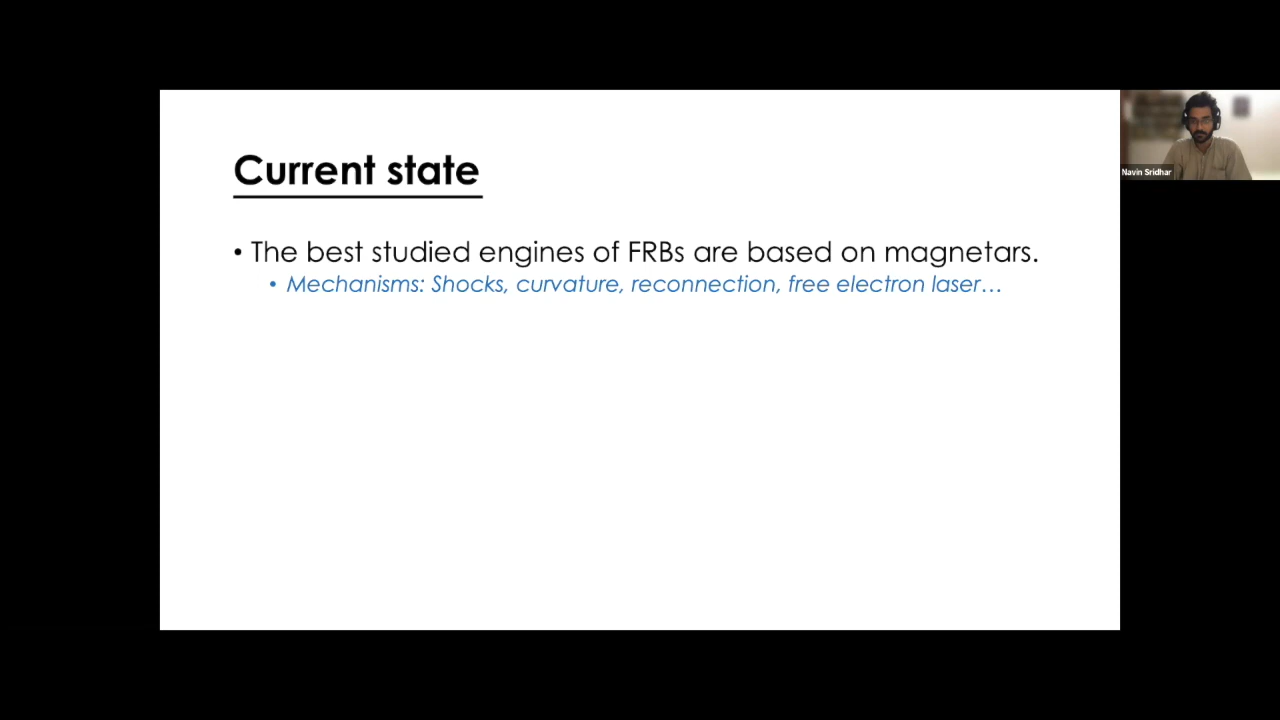 Current state
• The best studied engines of FRBs are based on magnetars.
• Mechanisms: Shocks, curvature, reconnection, free electron laser…
Navin Sridhar